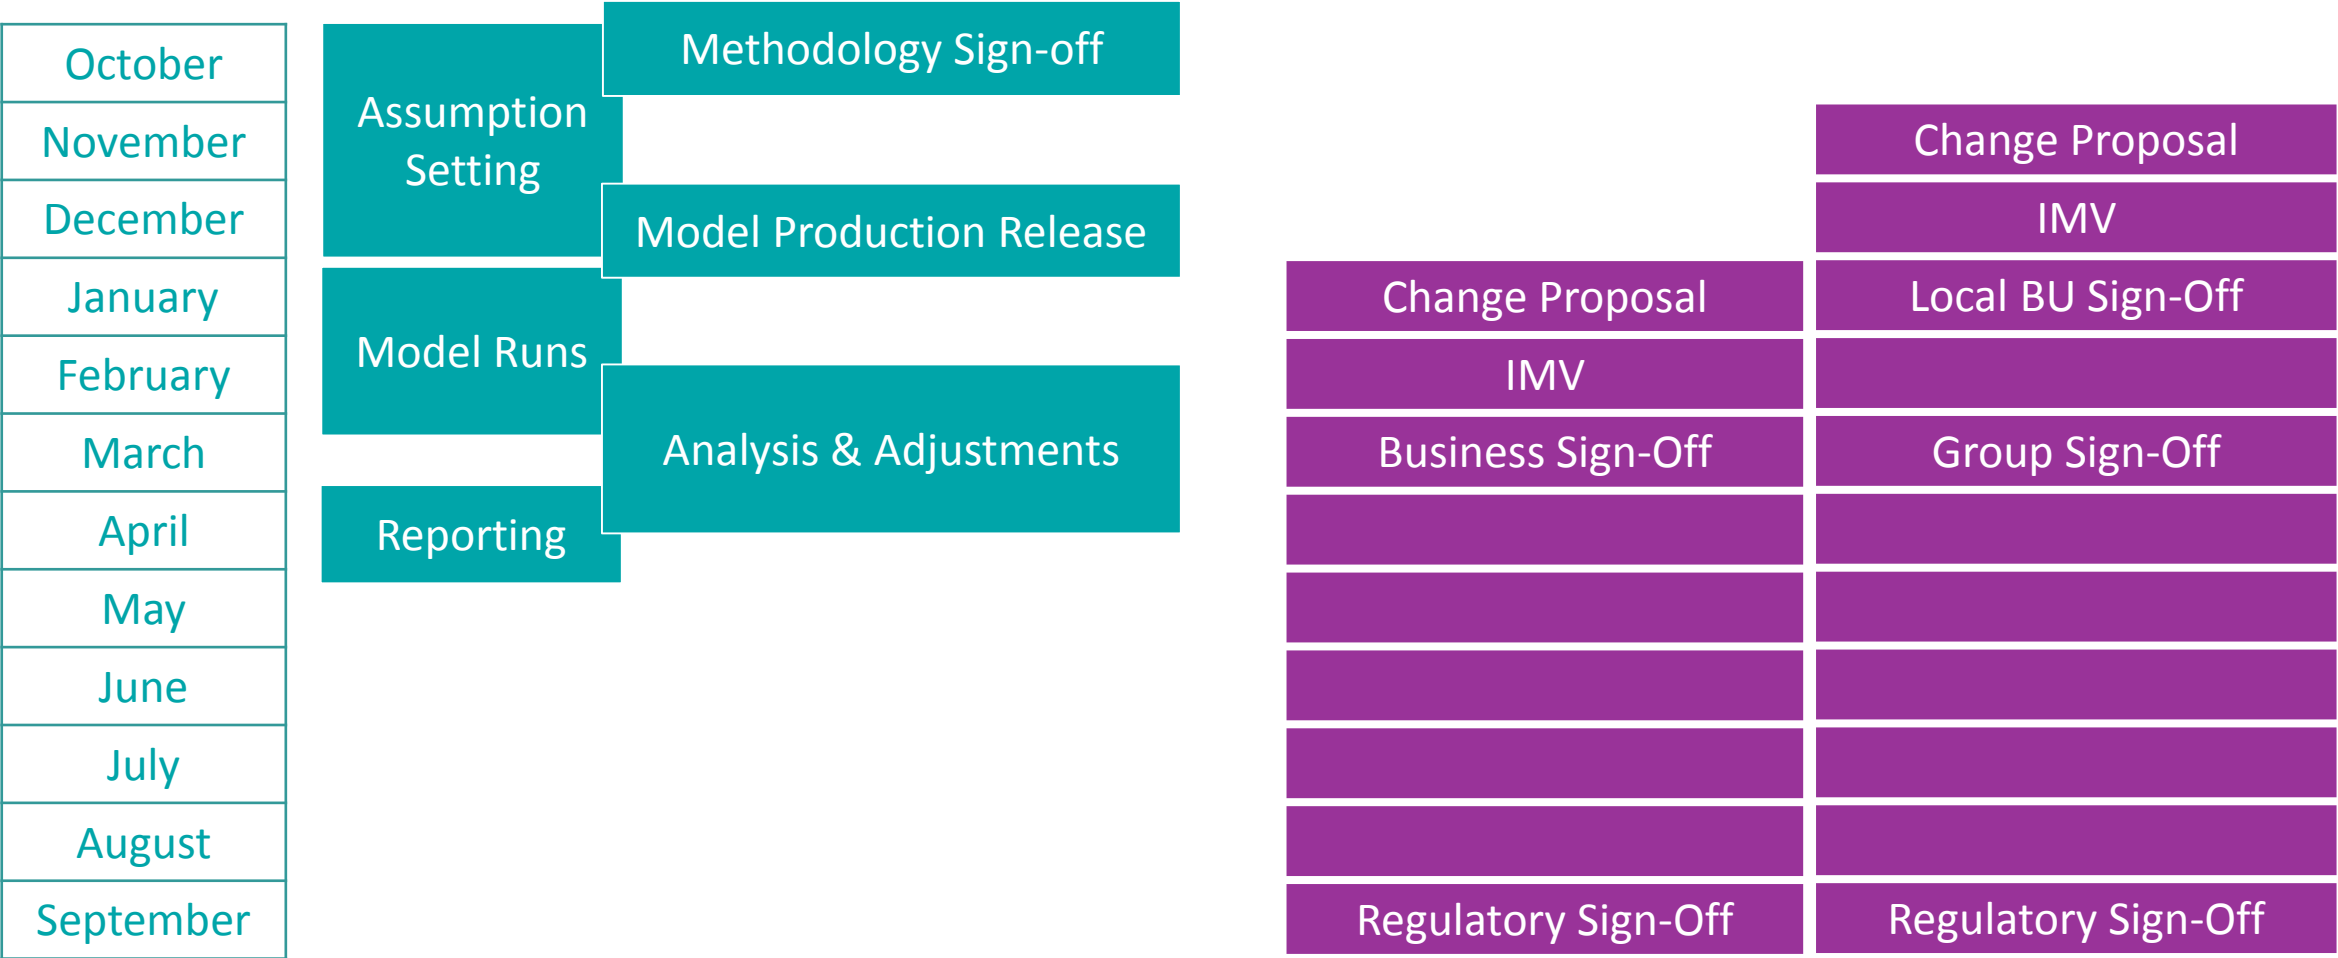 October
November
December
January
February
March
April
May
June
July
August
September
Assumption
Setting
Model Runs
Reporting
Methodology Sign-off
Model Production Release
Analysis & Adjustments
Change Proposal
IMV
Business Sign-Off
Regulatory Sign-Off
Change Proposal
IMV
Local BU Sign-Off
Group Sign-Off
Regulatory Sign-Off